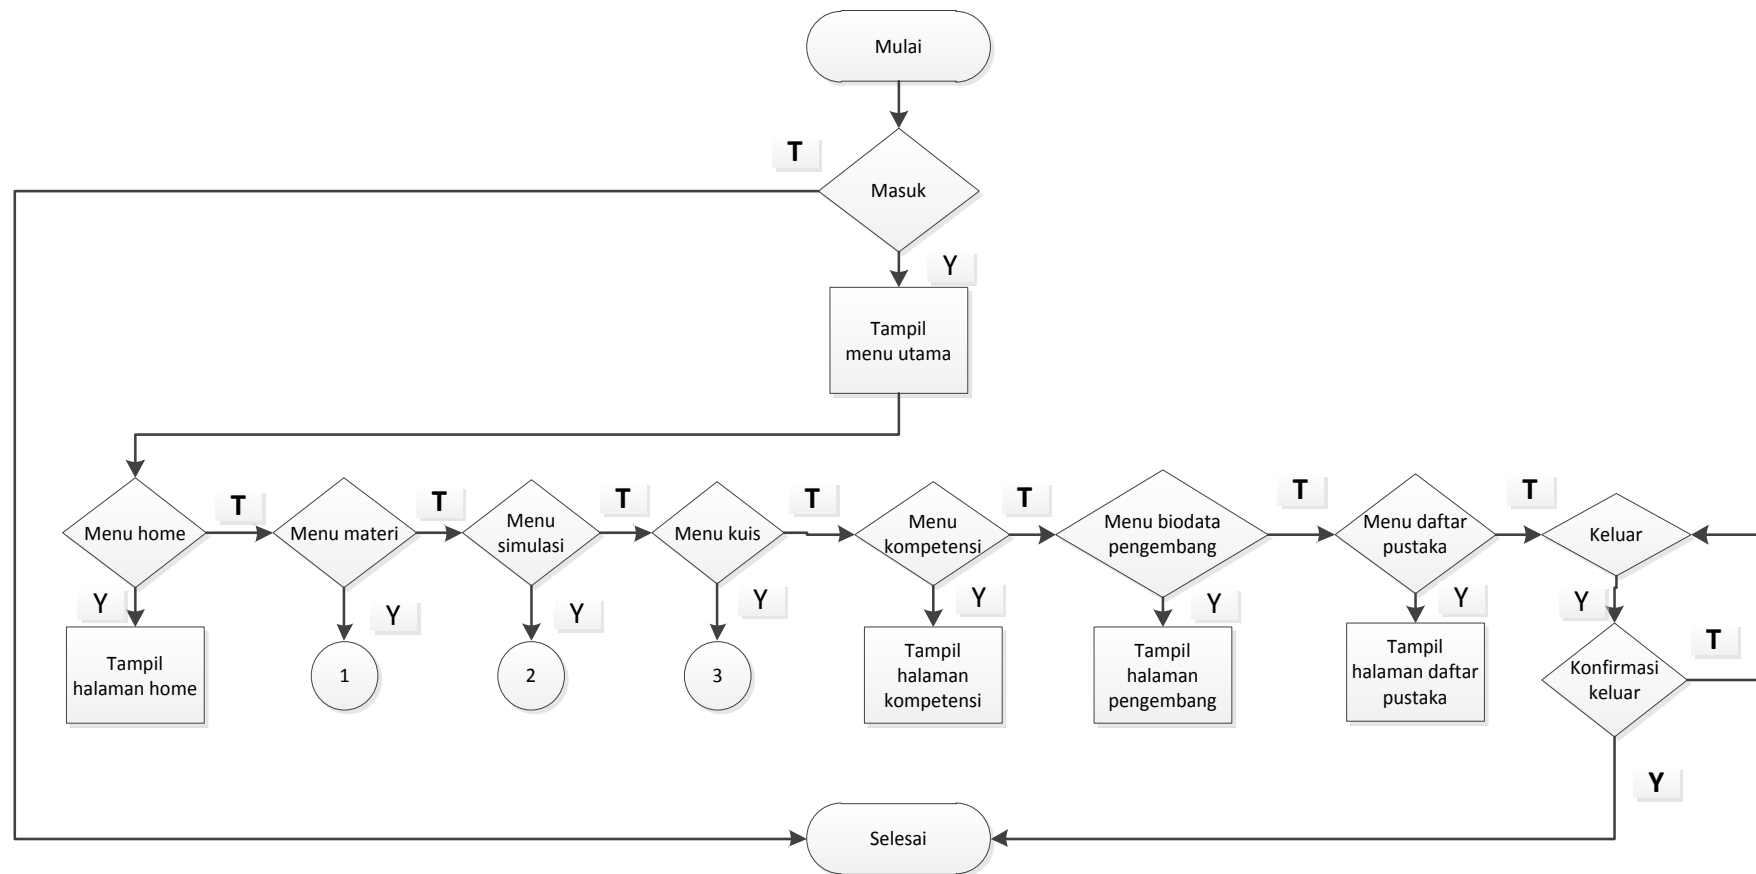 Mulai
T
Masuk
Y
Tampil
menu utama
Menu home
T
Menu materi
T
Menu
simulasi
T
Menu kuis
T
Menu
kompetensi
T
Menu biodata
pengembang
T
Menu daftar
pustaka
T
Keluar
Y
Y
Y
Y
Y
Y
Y
Y
Tampil
halaman home
1
2
3
Tampil
halaman
kompetensi
Tampil
halaman
pengembang
Tampil
halaman daftar
pustaka
Konfirmasi
keluar
T
Y
Selesai